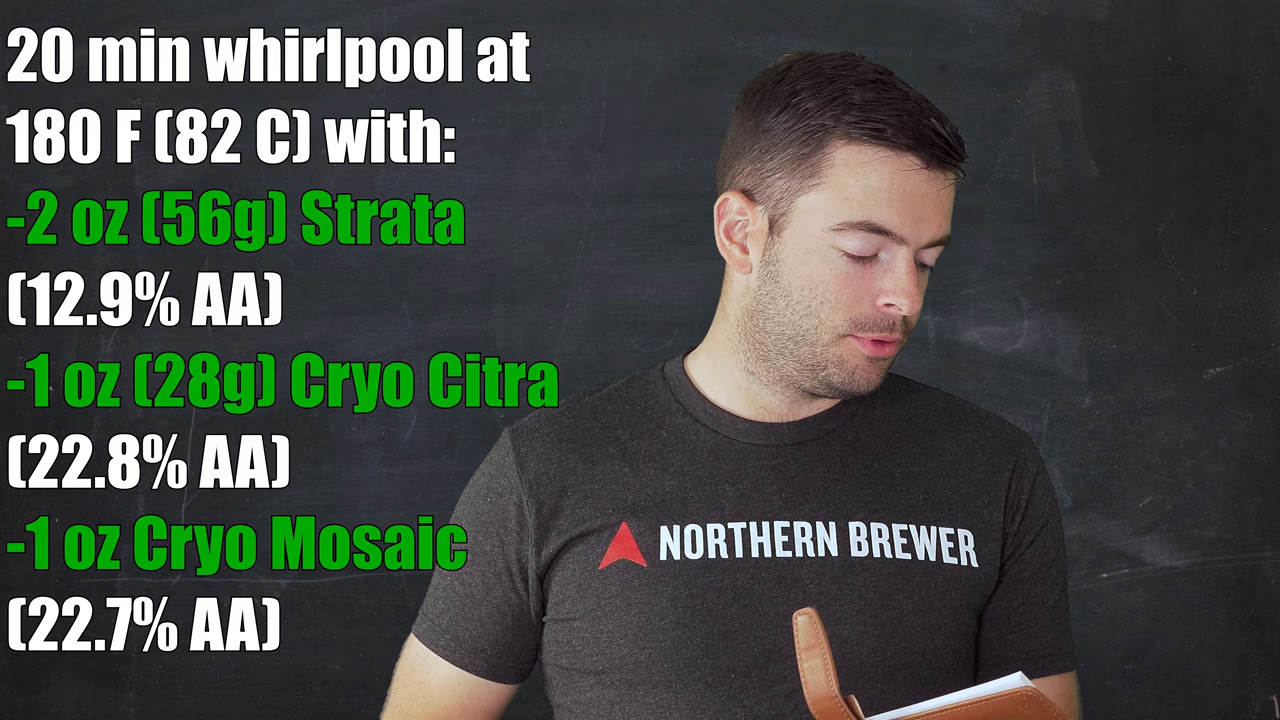 20 min whirlpool at
180 F (82 C) with:
-2 oz (56g) Strata
(12.9% AA)
-1 oz (28g) Cryo Citra
(22.8% AA)
-1 oz Cryo Mosaic
(22.7% AA)
NORTHERN BREWER